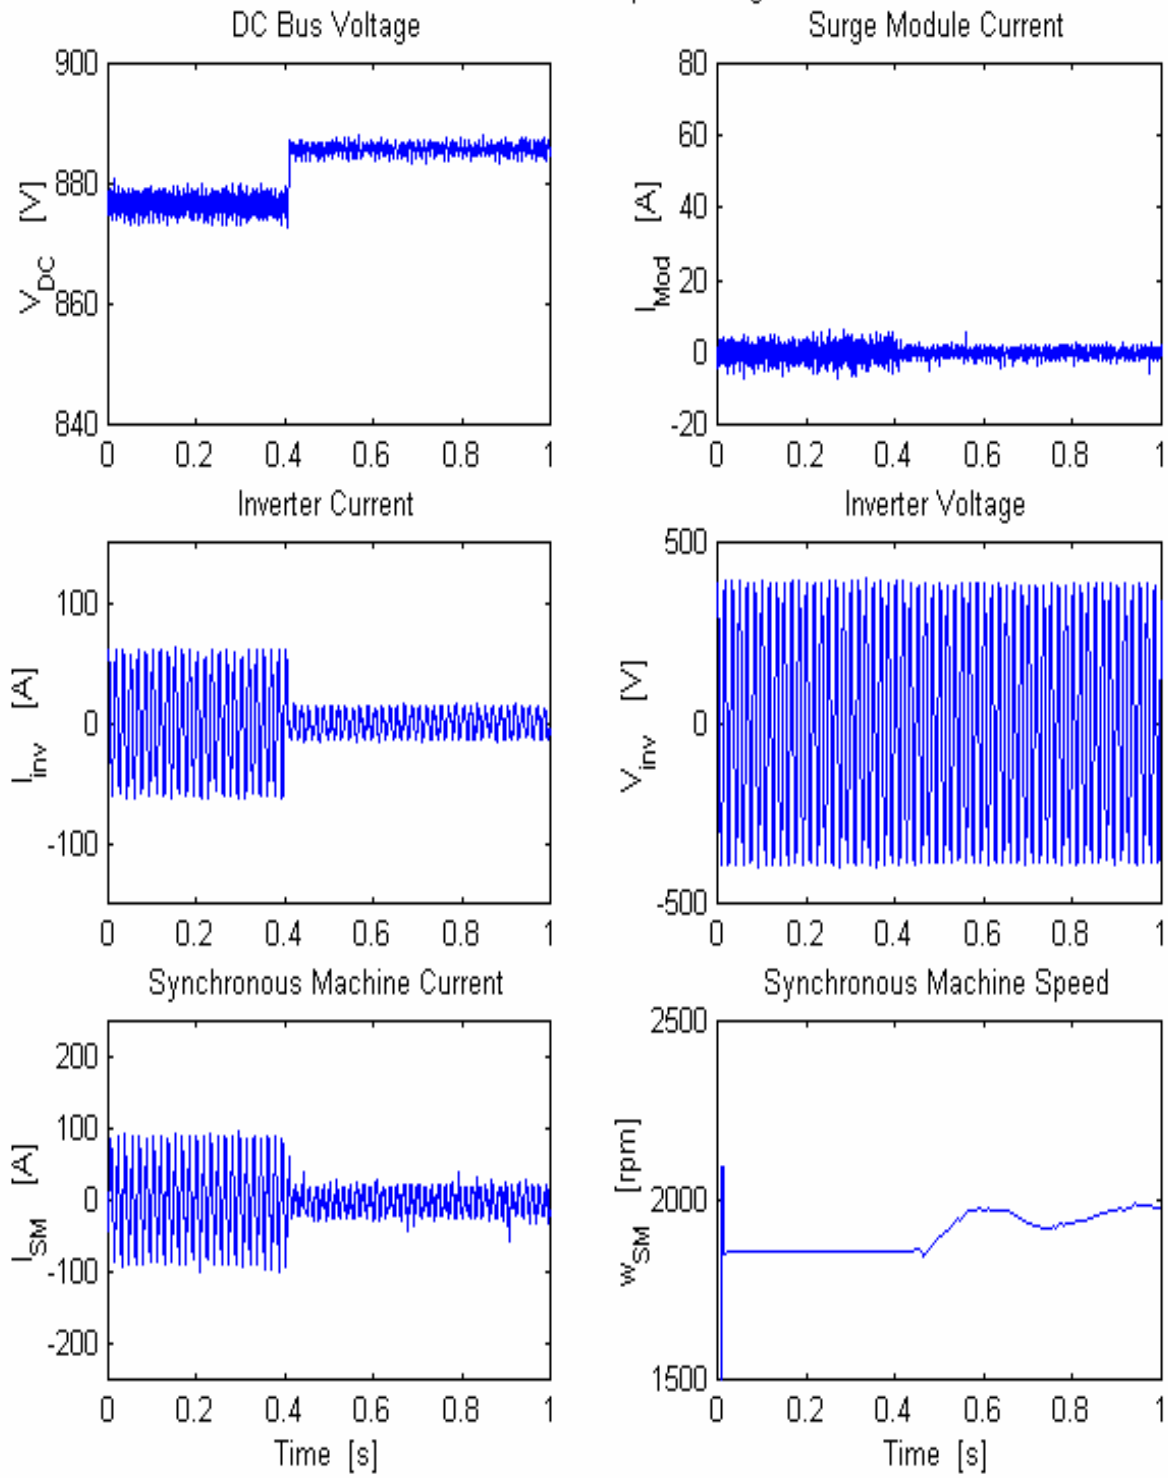 DC Bus Voltage
900
880
860
840
V_DC [V]
0 0.2 0.4 0.6 0.8 1
Surge Module Current
80
60
40
20
0
-20
I_Mod [A]
0 0.2 0.4 0.6 0.8 1
Inverter Current
100
0
-100
I_inv [A]
0 0.2 0.4 0.6 0.8 1
Inverter Voltage
500
0
-500
V_inv [V]
0 0.2 0.4 0.6 0.8 1
Synchronous Machine Current
200
100
0
-100
-200
I_SM [A]
0 0.2 0.4 0.6 0.8 1
Time [s]
Synchronous Machine Speed
2500
2000
1500
w_SM [rpm]
0 0.2 0.4 0.6 0.8 1
Time [s]